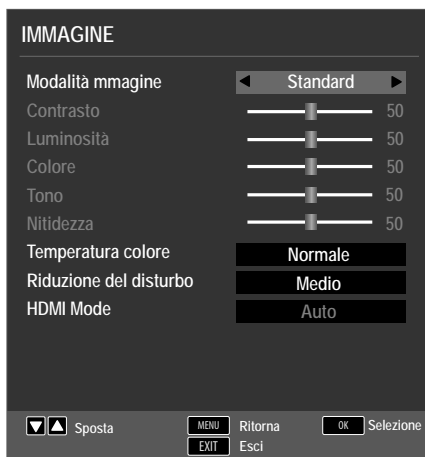 IMMAGINE
Modalità mmagine Standard
Contrasto 50
Luminosità 50
Colore 50
Tono 50
Nitidezza 50
Temperatura colore Normale
Riduzione del disturbo Medio
HDMI Mode Auto
Sposta MENU Ritorna OK Selezione
EXIT Esci